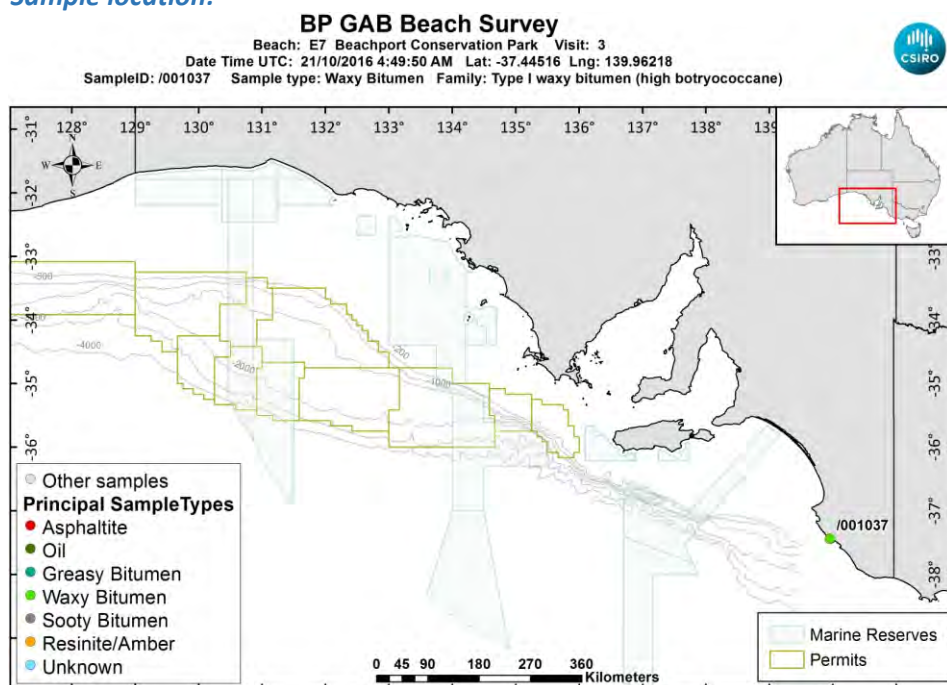 Sample location:
BP GAB Beach Survey
Beach: E7 Beachport Conservation Park Visit: 3
Date Time UTC: 21/10/2016 4:49:50 AM Lat: -37.44516 Lng: 139.96218
SampleID: /001037 Sample type: Waxy Bitumen Family: Type I waxy bitumen (high botryococcane)
CSIRO
128° 129° 130° 131° 132° 133° 134° 135° 136° 137° 138° 139
N
W E
S
-31°
-32°
-33°
-34°
-35°
-36°
-34°
-35°
-36°
-37°
-38°
-4000
-2000
-200
-1000
/001037
Other samples
Principal SampleTypes
Asphaltite
Oil
Greasy Bitumen
Waxy Bitumen
Sooty Bitumen
Resinite/Amber
Unknown
0 45 90 180 270 360
Kilometers
Marine Reserves
Permits